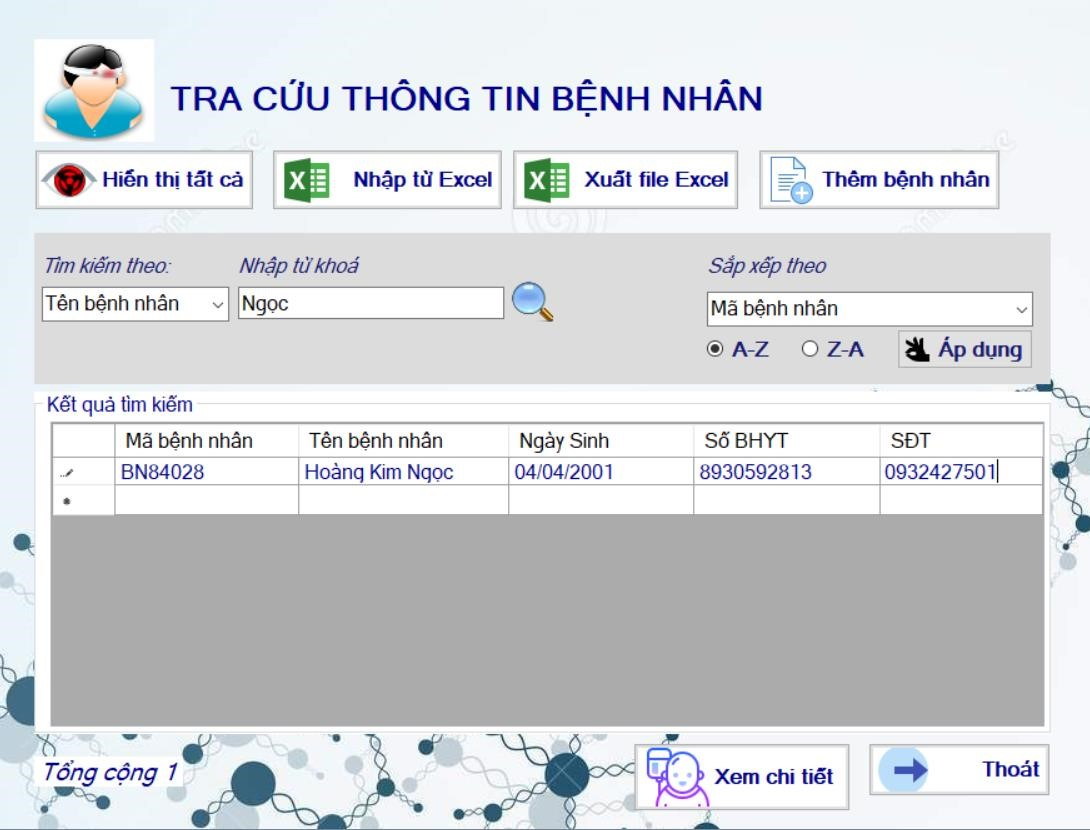 TRA CỨU THÔNG TIN BỆNH NHÂN
Hiển thị tất cả
Nhập từ Excel
Xuất file Excel
Thêm bệnh nhân
Tìm kiếm theo:
Nhập từ khoá
Sắp xếp theo
Tên bệnh nhân
Ngọc
Mã bệnh nhân
A-Z
Z-A
Áp dụng
Kết quả tìm kiếm
Mã bệnh nhân Tên bệnh nhân Ngày Sinh Số BHYT SĐT
BN84028 Hoàng Kim Ngọc 04/04/2001 8930592813 0932427501
Tổng cộng 1
Xem chi tiết
Thoát